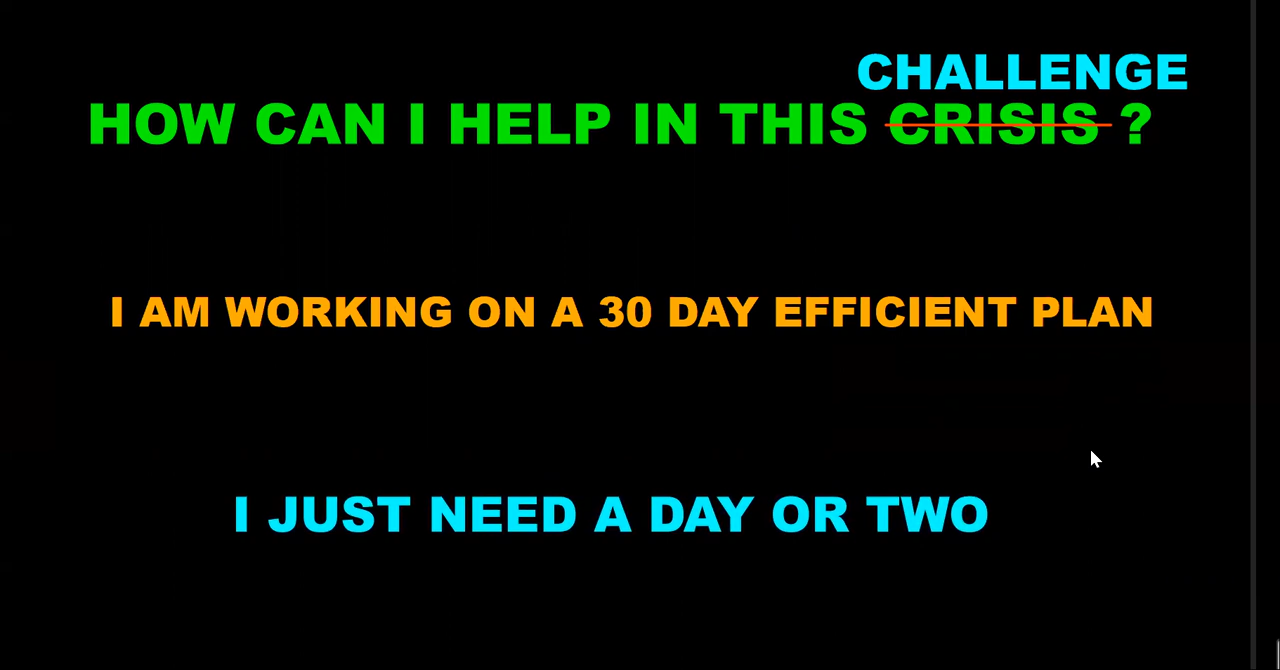 CHALLENGE
HOW CAN I HELP IN THIS CRISIS ?
I AM WORKING ON A 30 DAY EFFICIENT PLAN
I JUST NEED A DAY OR TWO